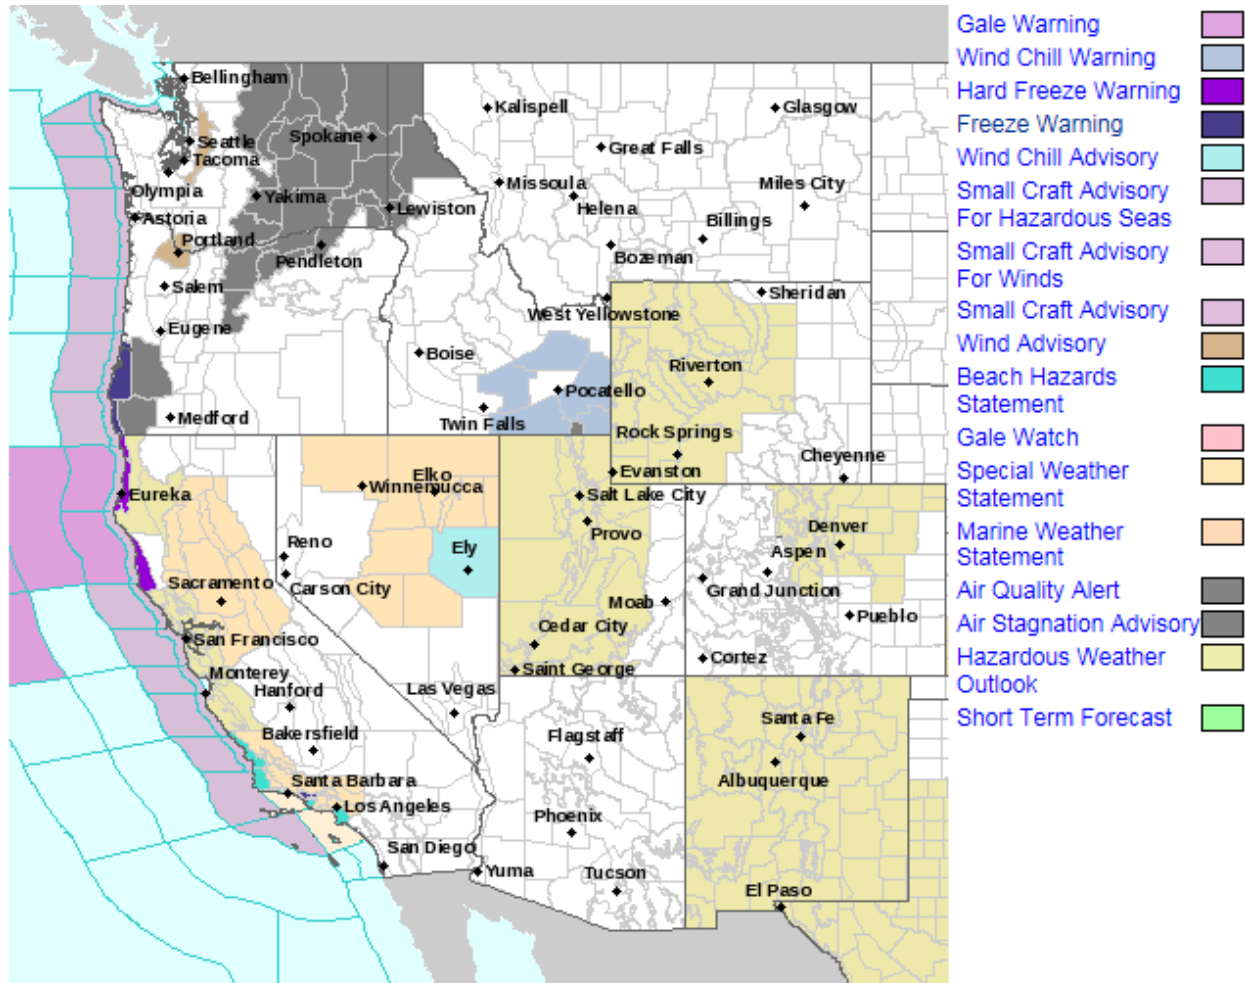 Bellingham
Kalispell
Glasgow
Spokane
Seattle
Great Falls
Tacoma
Olympia
Yakima
Missoula
Miles City
Astoria
Lewiston
Helena
Billings
Portland
Pendleton
Bozeman
Salem
Sheridan
West Yellowstone
Eugene
Boise
Riverton
Pocatello
Medford
Twin Falls
Rock Springs
Cheyenne
Elko
Winnemucca
Evanston
Eureka
Salt Lake City
Provo
Denver
Reno
Ely
Aspen
Sacramento
Carson City
Grand Junction
Moab
Pueblo
San Francisco
Cedar City
Cortez
Monterey
Saint George
Hanford
Las Vegas
Santa Fe
Bakersfield
Flagstaff
Santa Barbara
Albuquerque
Los Angeles
Phoenix
San Diego
Yuma
Tucson
El Paso
Gale Warning
Wind Chill Warning
Hard Freeze Warning
Freeze Warning
Wind Chill Advisory
Small Craft Advisory
For Hazardous Seas
Small Craft Advisory
For Winds
Small Craft Advisory
Wind Advisory
Beach Hazards
Statement
Gale Watch
Special Weather
Statement
Marine Weather
Statement
Air Quality Alert
Air Stagnation Advisory
Hazardous Weather
Outlook
Short Term Forecast